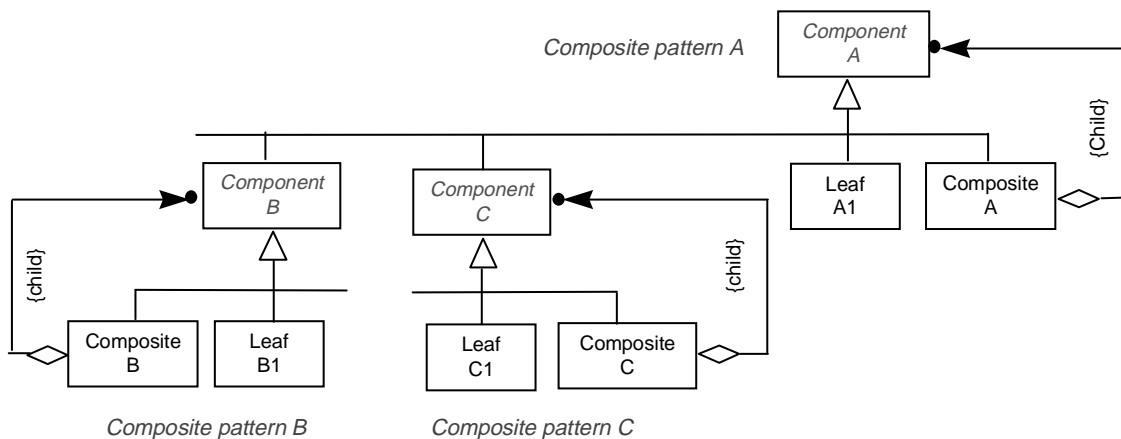 Composite pattern A
Component
A
{Child}
Component
B
Component
C
Leaf
A1
Composite
A
{child}
{child}
Composite
B
Leaf
B1
Leaf
C1
Composite
C
Composite pattern B
Composite pattern C